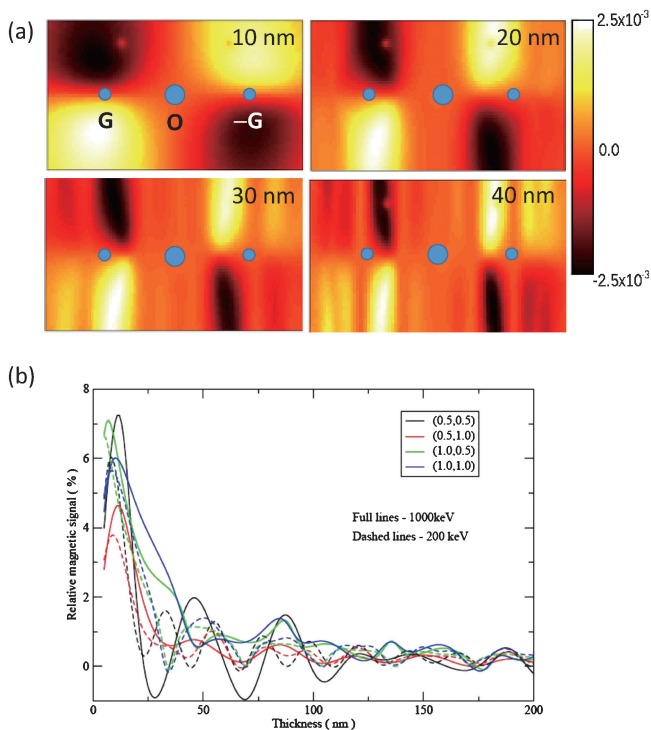 (a)
10 nm
20 nm
2.5x10-3
G
O
–G
0.0
30 nm
40 nm
-2.5x10-3
(b)
8
6
4
2
0
Relative magnetic signal ( % )
(0.5,0.5)
(0.5,1.0)
(1.0,0.5)
(1.0,1.0)
Full lines - 1000keV
Dashed lines - 200 keV
0
50
100
150
200
Thickness ( nm )